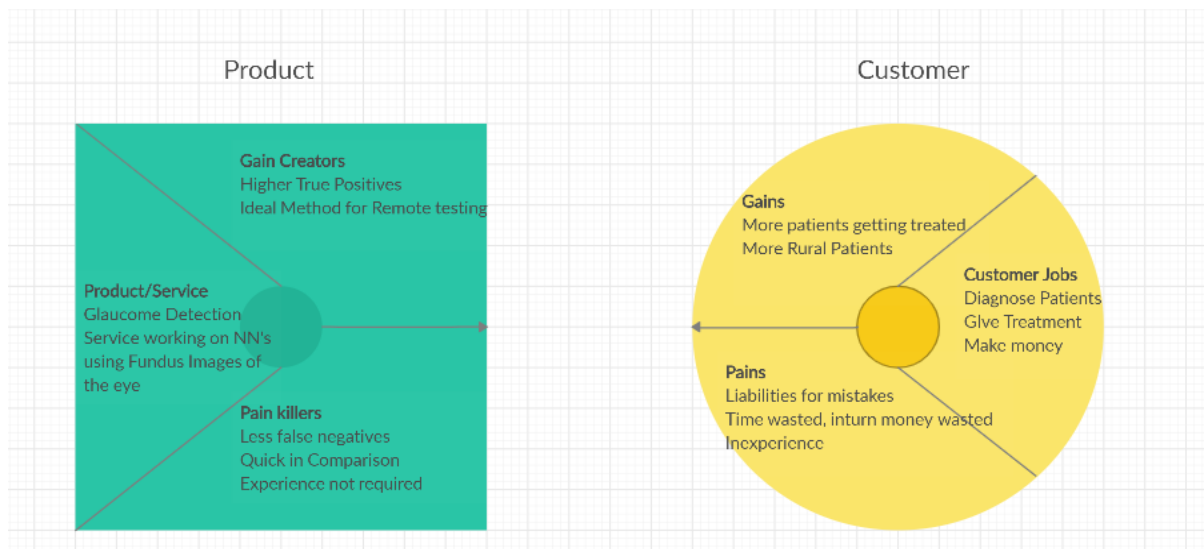 Product
Customer
Gain Creators
Higher True Positives
Ideal Method for Remote testing
Product/Service
Glaucome Detection
Service working on NN's
using Fundus Images of
the eye
Pain killers
Less false negatives
Quick in Comparison
Experience not required
Gains
More patients getting treated
More Rural Patients
Customer Jobs
Diagnose Patients
GIve Treatment
Make money
Pains
Liabilities for mistakes
Time wasted, inturn money wasted
Inexperience